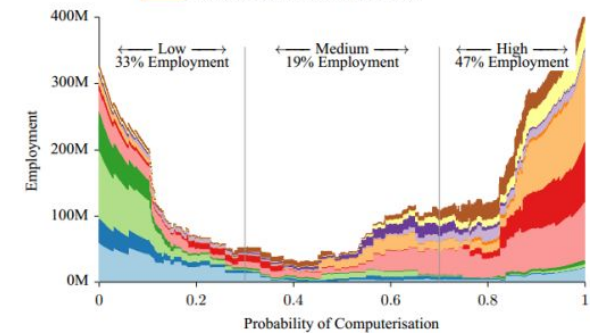 400M
← Low →
33% Employment
← Medium →
19% Employment
← High →
47% Employment
300M
200M
100M
0M
Employment
0
0.2
0.4
0.6
0.8
1
Probability of Computerisation